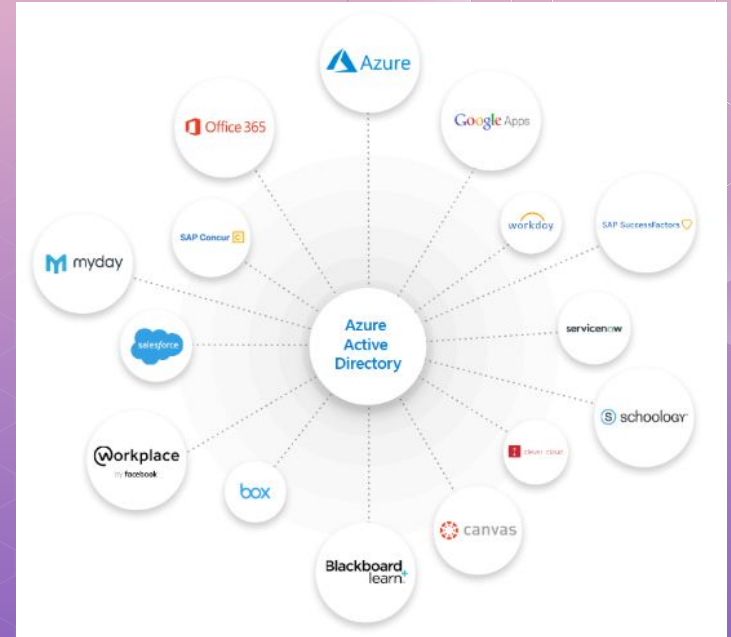 Azure
Office 365
Google Apps
SAP Concur C
workday
SAP SuccessFactors
myday
Azure
Active
Directory
salesforce
servicenow
S schoology
workplace
by facebook
clever cloud
box
canvas
Blackboard
learn+